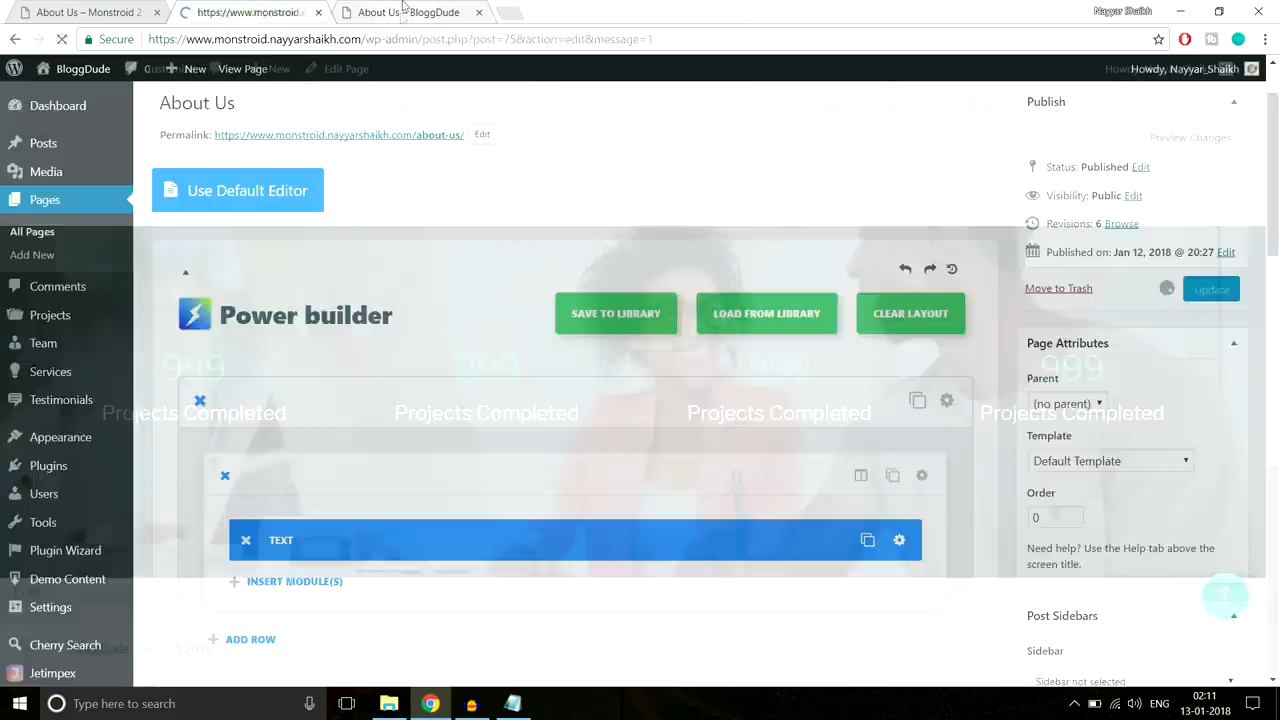 About Us – Monstroid 2
https://www.monstroid.
About Us – BloggDude
Nayyar Shaikh
Secure
https://www.monstroid.nayyarshaikh.com/wp-admin/post.php?post=75&action=edit&message=1
BloggDude
New
View Page
Edit Page
Howdy, Nayyar Shaikh
About Us
Permalink: https://www.monstroid.nayyarshaikh.com/about-us/
Edit
Use Default Editor
Dashboard
Posts
Media
Pages
All Pages
Add New
Comments
Projects
Team
Services
Testimonials
Appearance
Plugins
Users
Tools
Plugin Wizard
Demo Content
Settings
Cherry Search
Jetimpex
Power builder
SAVE TO LIBRARY
LOAD FROM LIBRARY
CLEAR LAYOUT
999
999
999
999
Projects Completed
Projects Completed
Projects Completed
Projects Completed
TEXT
INSERT MODULE(S)
ADD ROW
Publish
Preview Changes
Status: Published Edit
Visibility: Public Edit
Revisions: 6 Browse
Published on: Jan 12, 2018 @ 20:27 Edit
Move to Trash
Update
Page Attributes
Parent
(no parent)
Template
Default Template
Order
0
Need help? Use the Help tab above the
screen title.
Post Sidebars
Sidebar
Sidebar not selected
Type here to search
ENG
02:11
13-01-2018